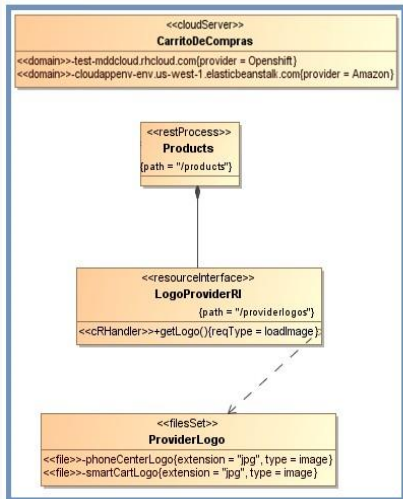 <<cloudServer>>
CarritoDeCompras
<<domain>>-test-mddcloud.rhcloud.com{provider = Openshift}
<<domain>>-cloudappenv-env.us-west-1.elasticbeanstalk.com{provider = Amazon}
<<restProcess>>
Products
{path = "/products"}
<<resourceInterface>>
LogoProviderRI
{path = "/providerlogos"}
<<cRHandler>>+getLogo(){reqType = loadImage}
<<filesSet>>
ProviderLogo
<<file>>-phoneCenterLogo{extension = "jpg", type = image}
<<file>>-smartCartLogo{extension = "jpg", type = image}